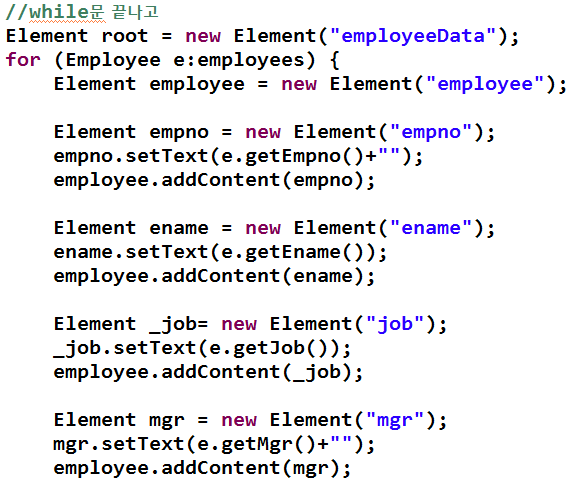 //while문 끝나고
Element root = new Element("employeeData");
for (Employee e:employees) {
    Element employee = new Element("employee");

    Element empno = new Element("empno");
    empno.setText(e.getEmpno()+"");
    employee.addContent(empno);

    Element ename = new Element("ename");
    ename.setText(e.getEname());
    employee.addContent(ename);

    Element _job= new Element("job");
    _job.setText(e.getJob());
    employee.addContent(_job);

    Element mgr = new Element("mgr");
    mgr.setText(e.getMgr()+"");
    employee.addContent(mgr);